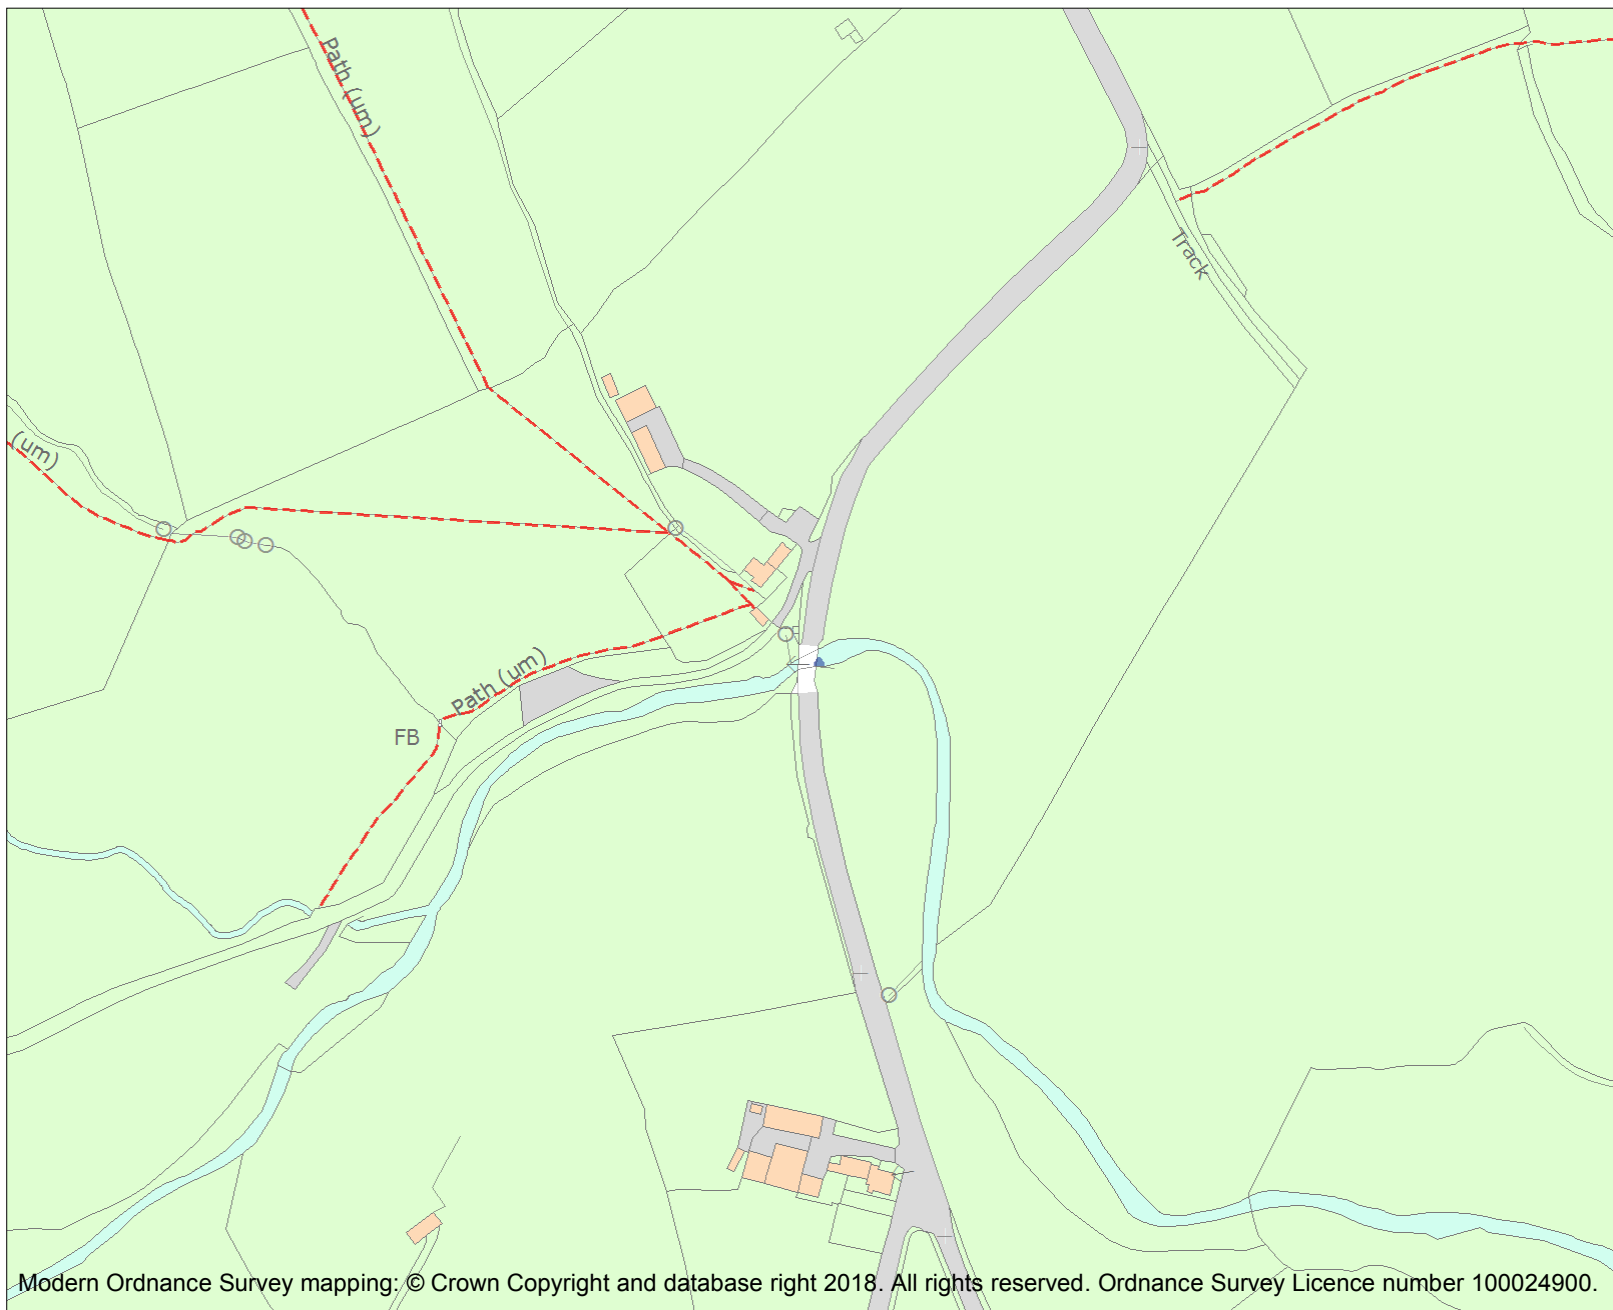 Path (um)
Track
(um)
Path (um)
FB
Modern Ordnance Survey mapping: © Crown Copyright and database right 2018. All rights reserved. Ordnance Survey Licence number 100024900.